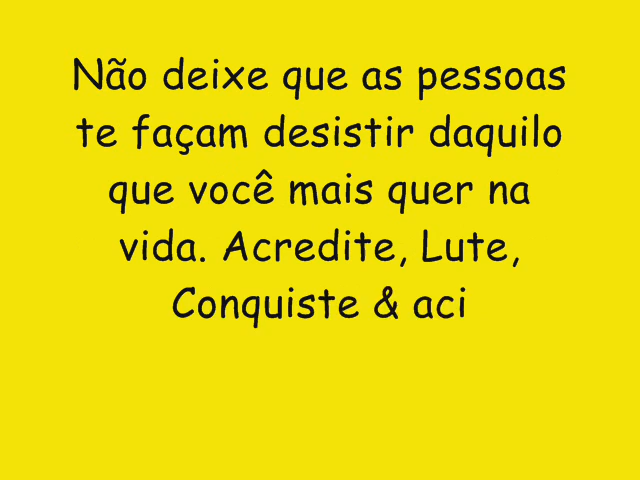 Não deixe que as pessoas
te façam desistir daquilo
que você mais quer na
vida. Acredite, Lute,
Conquiste & aci